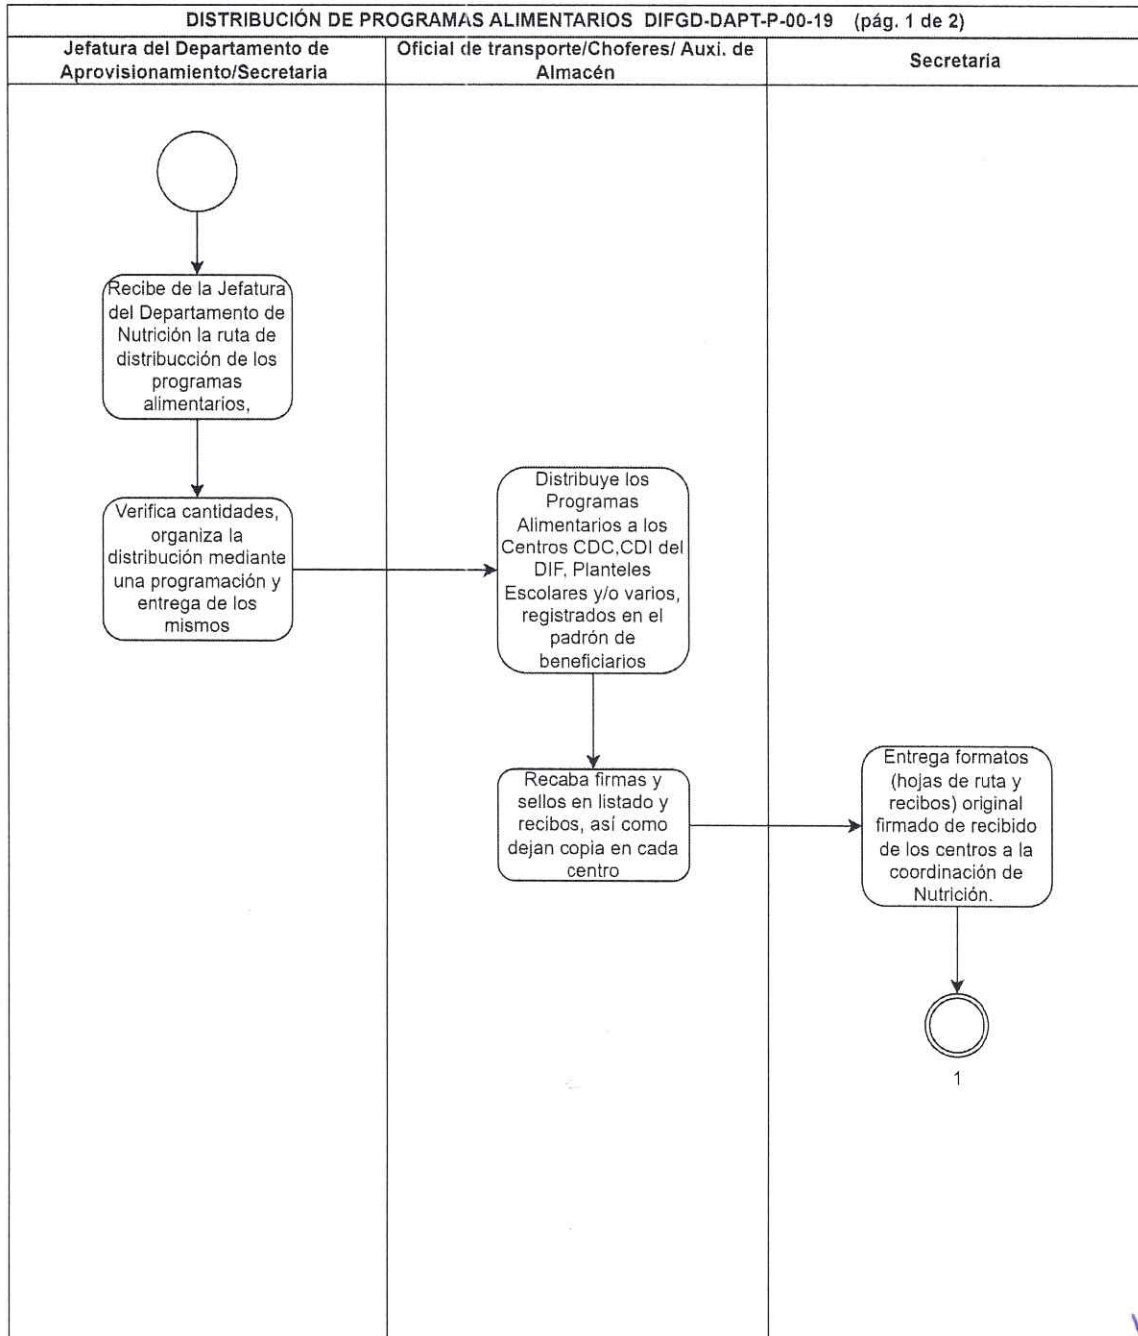 DISTRIBUCIÓN DE PROGRAMAS ALIMENTARIOS DIFGD-DAPT-P-00-19 (pág. 1 de 2)
Jefatura del Departamento de
Aprovisionamiento/Secretaria
Oficial de transporte/Choferes/ Auxi. de
Almacén
Secretaria
Recibe de la Jefatura
del Departamento de
Nutrición la ruta de
distribucción de los
programas
alimentarios,
Verifica cantidades,
organiza la
distribución mediante
una programación y
entrega de los
mismos
Distribuye los
Programas
Alimentarios a los
Centros CDC,CDI del
DIF, Planteles
Escolares y/o varios,
registrados en el
padrón de
beneficiarios
Recaba firmas y
sellos en listado y
recibos, así como
dejan copia en cada
centro
Entrega formatos
(hojas de ruta y
recibos) original
firmado de recibido
de los centros a la
coordinación de
Nutrición.
1